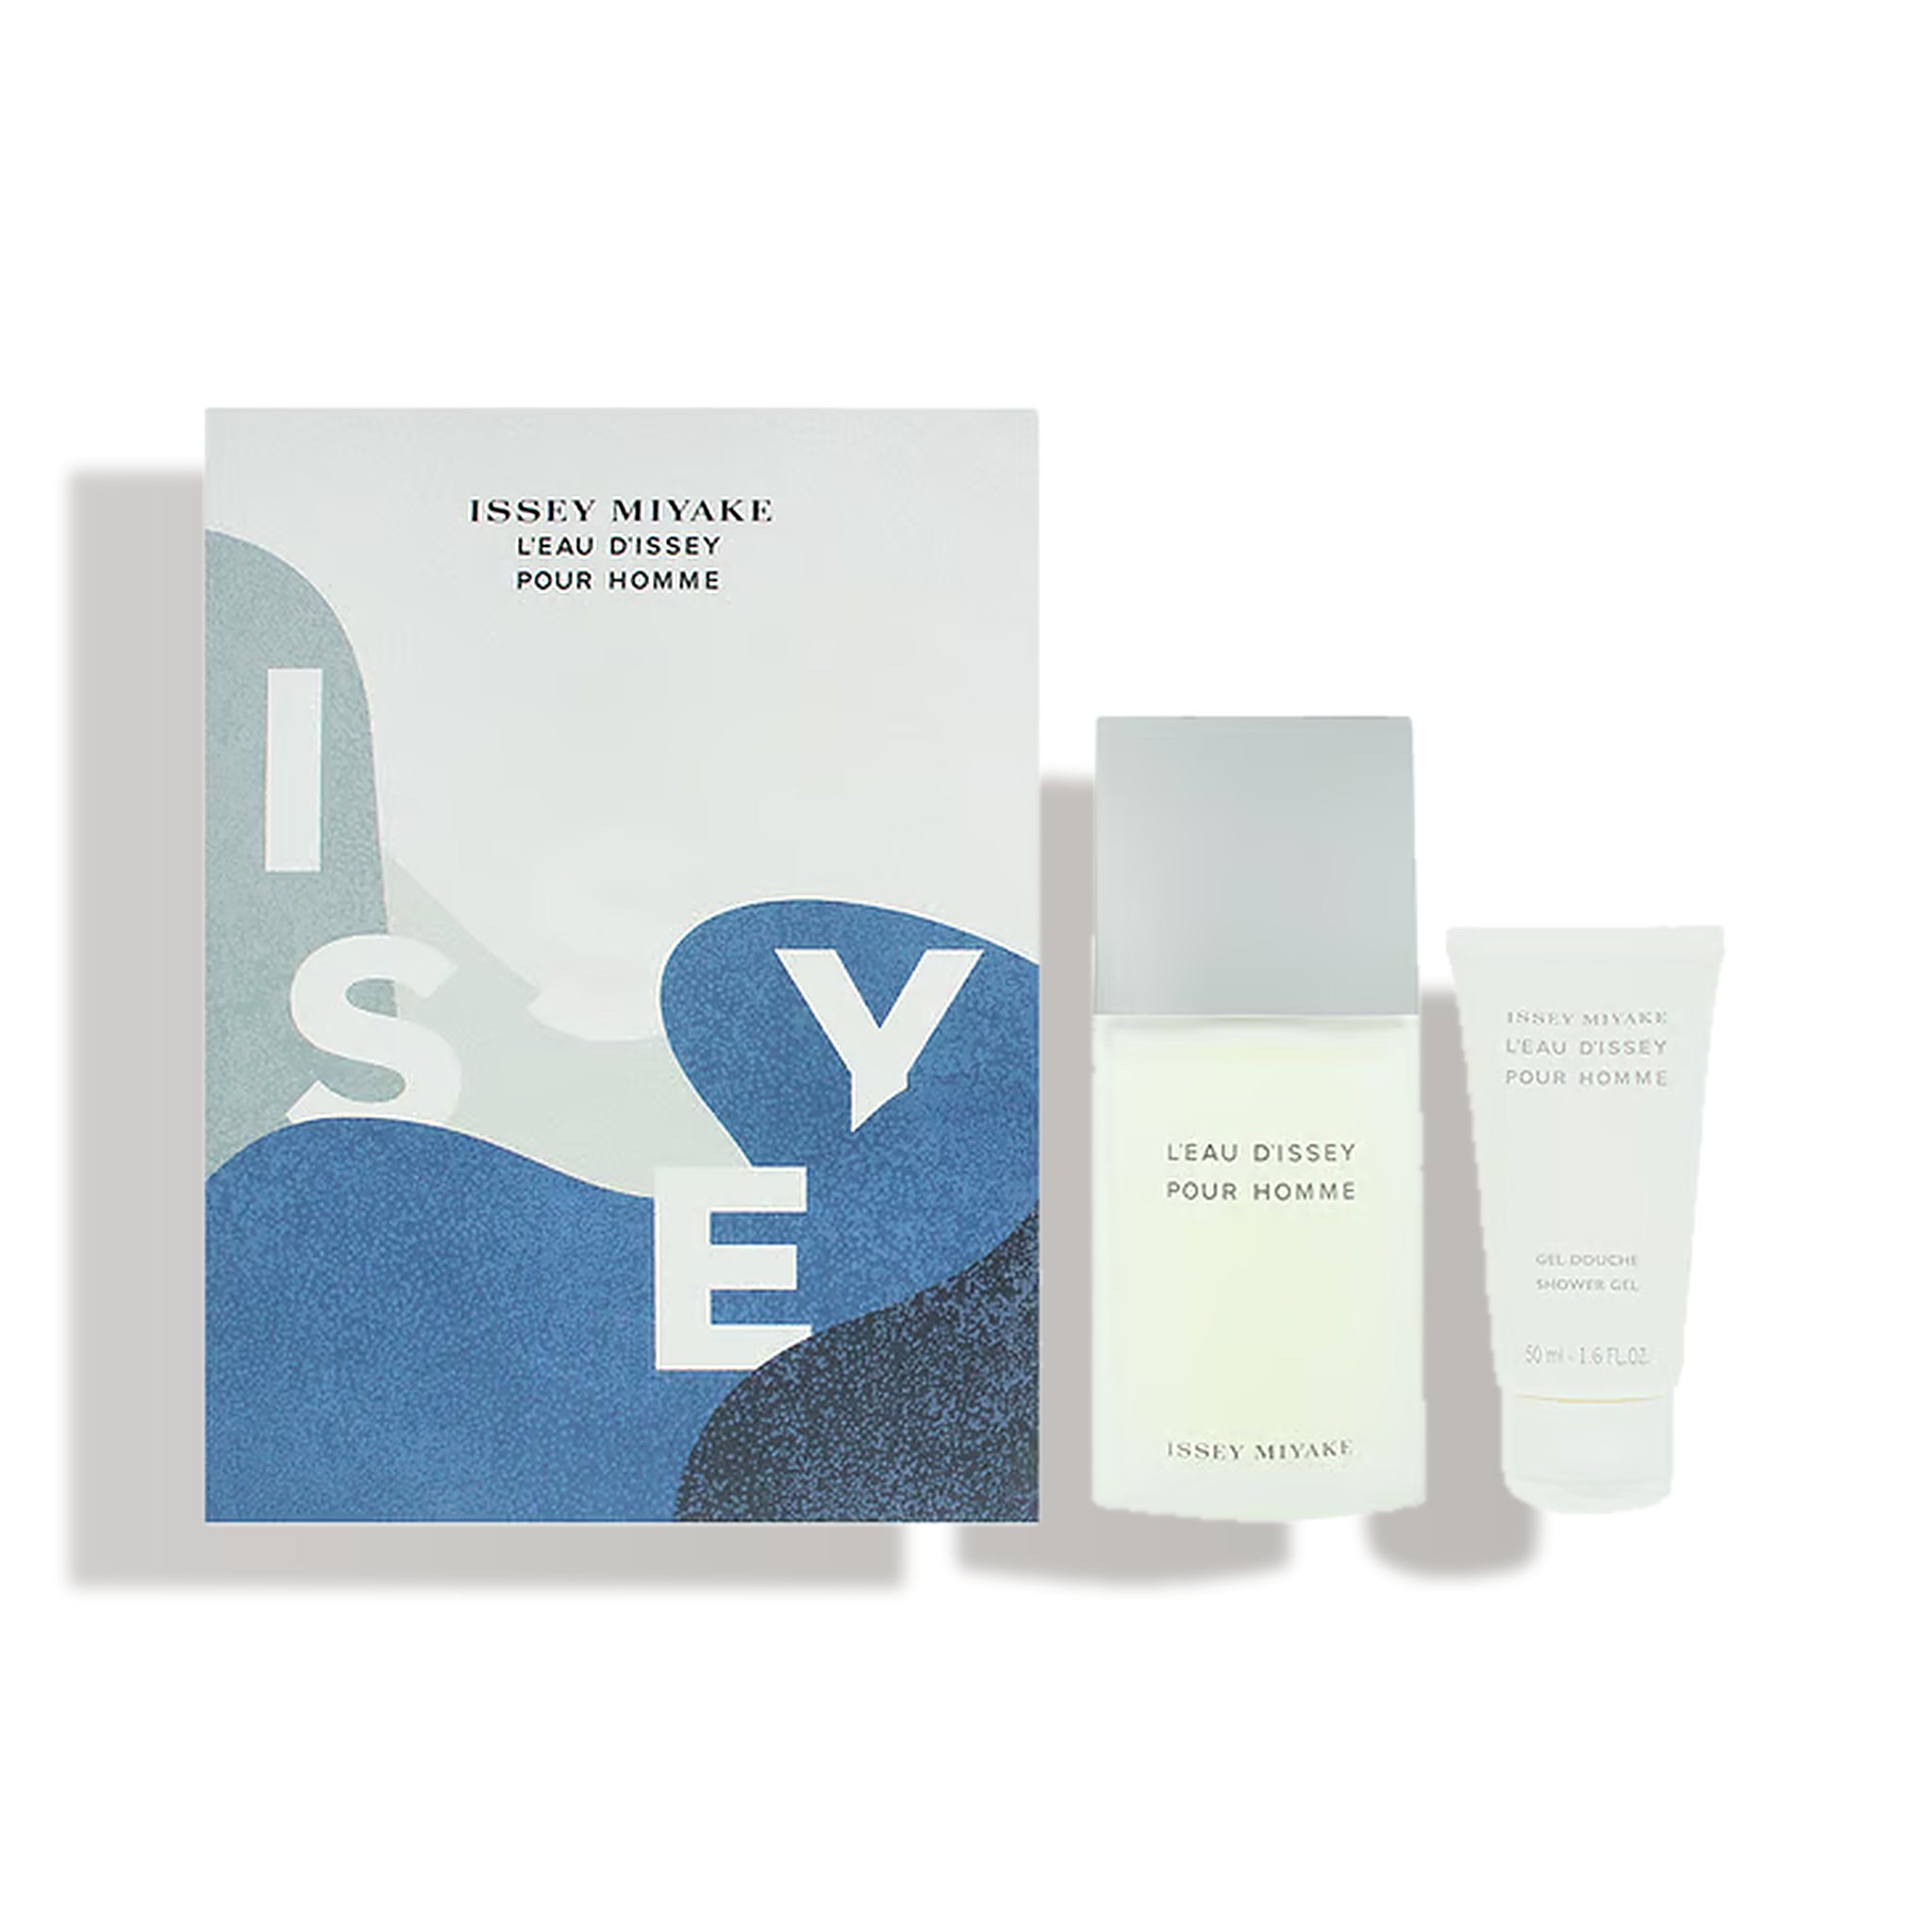 ISSEY MIYAKE
L'EAU D'ISSEY
POUR HOMME
I
S
Y
E
L'EAU D'ISSEY
POUR HOMME
ISSEY MIYAKE
ISSEY MIYAKE
L'EAU D'ISSEY
POUR HOMME
GEL DOUCHE
SHOWER GEL
50 ml - 1.6 FL.OZ.